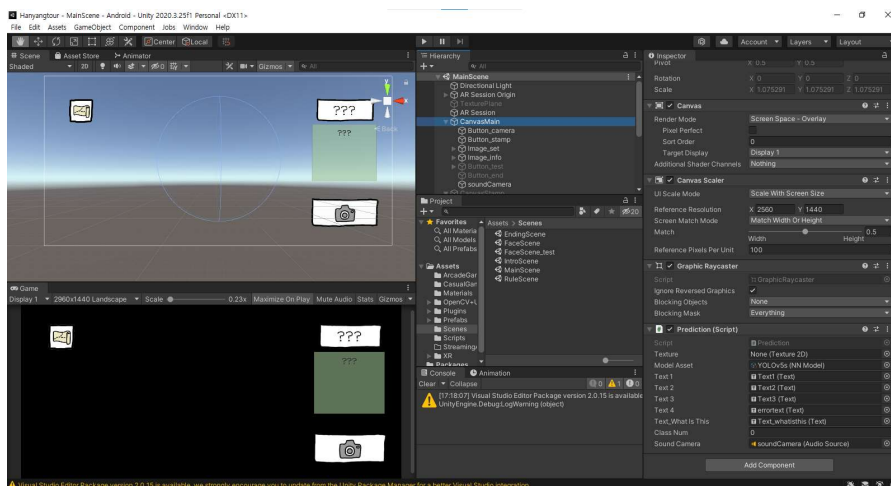 Hanyangtour - MainScene - Android - Unity 2020.3.25f1 Personal <DX11>
File Edit Assets GameObject Component Jobs Window Help
Center Local
Account Layers Layout
Scene Asset Store Animator
Shaded 2D Gizmos All
???
???
y
x
Back
Game
Display 1 2960x1440 Landscape Scale 0.23x Maximize On Play Mute Audio Stats Gizmos
???
???
Hierarchy
All
MainScene
Directional Light
AR Session Origin
TexturePlane
AR Session
CanvasMain
Button_camera
Button_stamp
Image_set
Image_info
Button_test
Button_end
soundCamera
Project
20
Favorites
All Materia
All Models
All Prefabs
Assets
ArcadeGar
CasualGan
Materials
OpenCV+U
Plugins
Prefabs
Scenes
Scripts
Streaming
XR
Packages
Assets > Scenes
EndingScene
FaceScene
FaceScene_test
IntroScene
MainScene
RuleScene
Console Animation
Clear Collapse 0 1 0
[17:18:07] Visual Studio Editor Package version 2.0.15 is available
UnityEngine.Debug:LogWarning (object)
Inspector
Pivot X 0.5 Y 0.5
Rotation X 0 Y 0 Z 0
Scale X 1.075291 Y 1.075291 Z 1.075291
Canvas
Render Mode Screen Space - Overlay
Pixel Perfect
Sort Order 0
Target Display Display 1
Additional Shader Channels Nothing
Canvas Scaler
UI Scale Mode Scale With Screen Size
Reference Resolution X 2560 Y 1440
Screen Match Mode Match Width Or Height
Match 0.5
Width Height
Reference Pixels Per Unit 100
Graphic Raycaster
Script GraphicRaycaster
Ignore Reversed Graphics
Blocking Objects None
Blocking Mask Everything
Prediction (Script)
Script Prediction
Texture None (Texture 2D)
Model Asset YOLOv5s (NN Model)
Text 1 Text1 (Text)
Text 2 Text2 (Text)
Text 3 Text3 (Text)
Text 4 errortext (Text)
Text_What Is This Text_whatisthis (Text)
Class Num 0
Sound Camera soundCamera (Audio Source)
Add Component
Visual Studio Editor Package version 2.0.15 is available, we strongly encourage you to update from the Unity Package Manager for a better Visual Studio integration